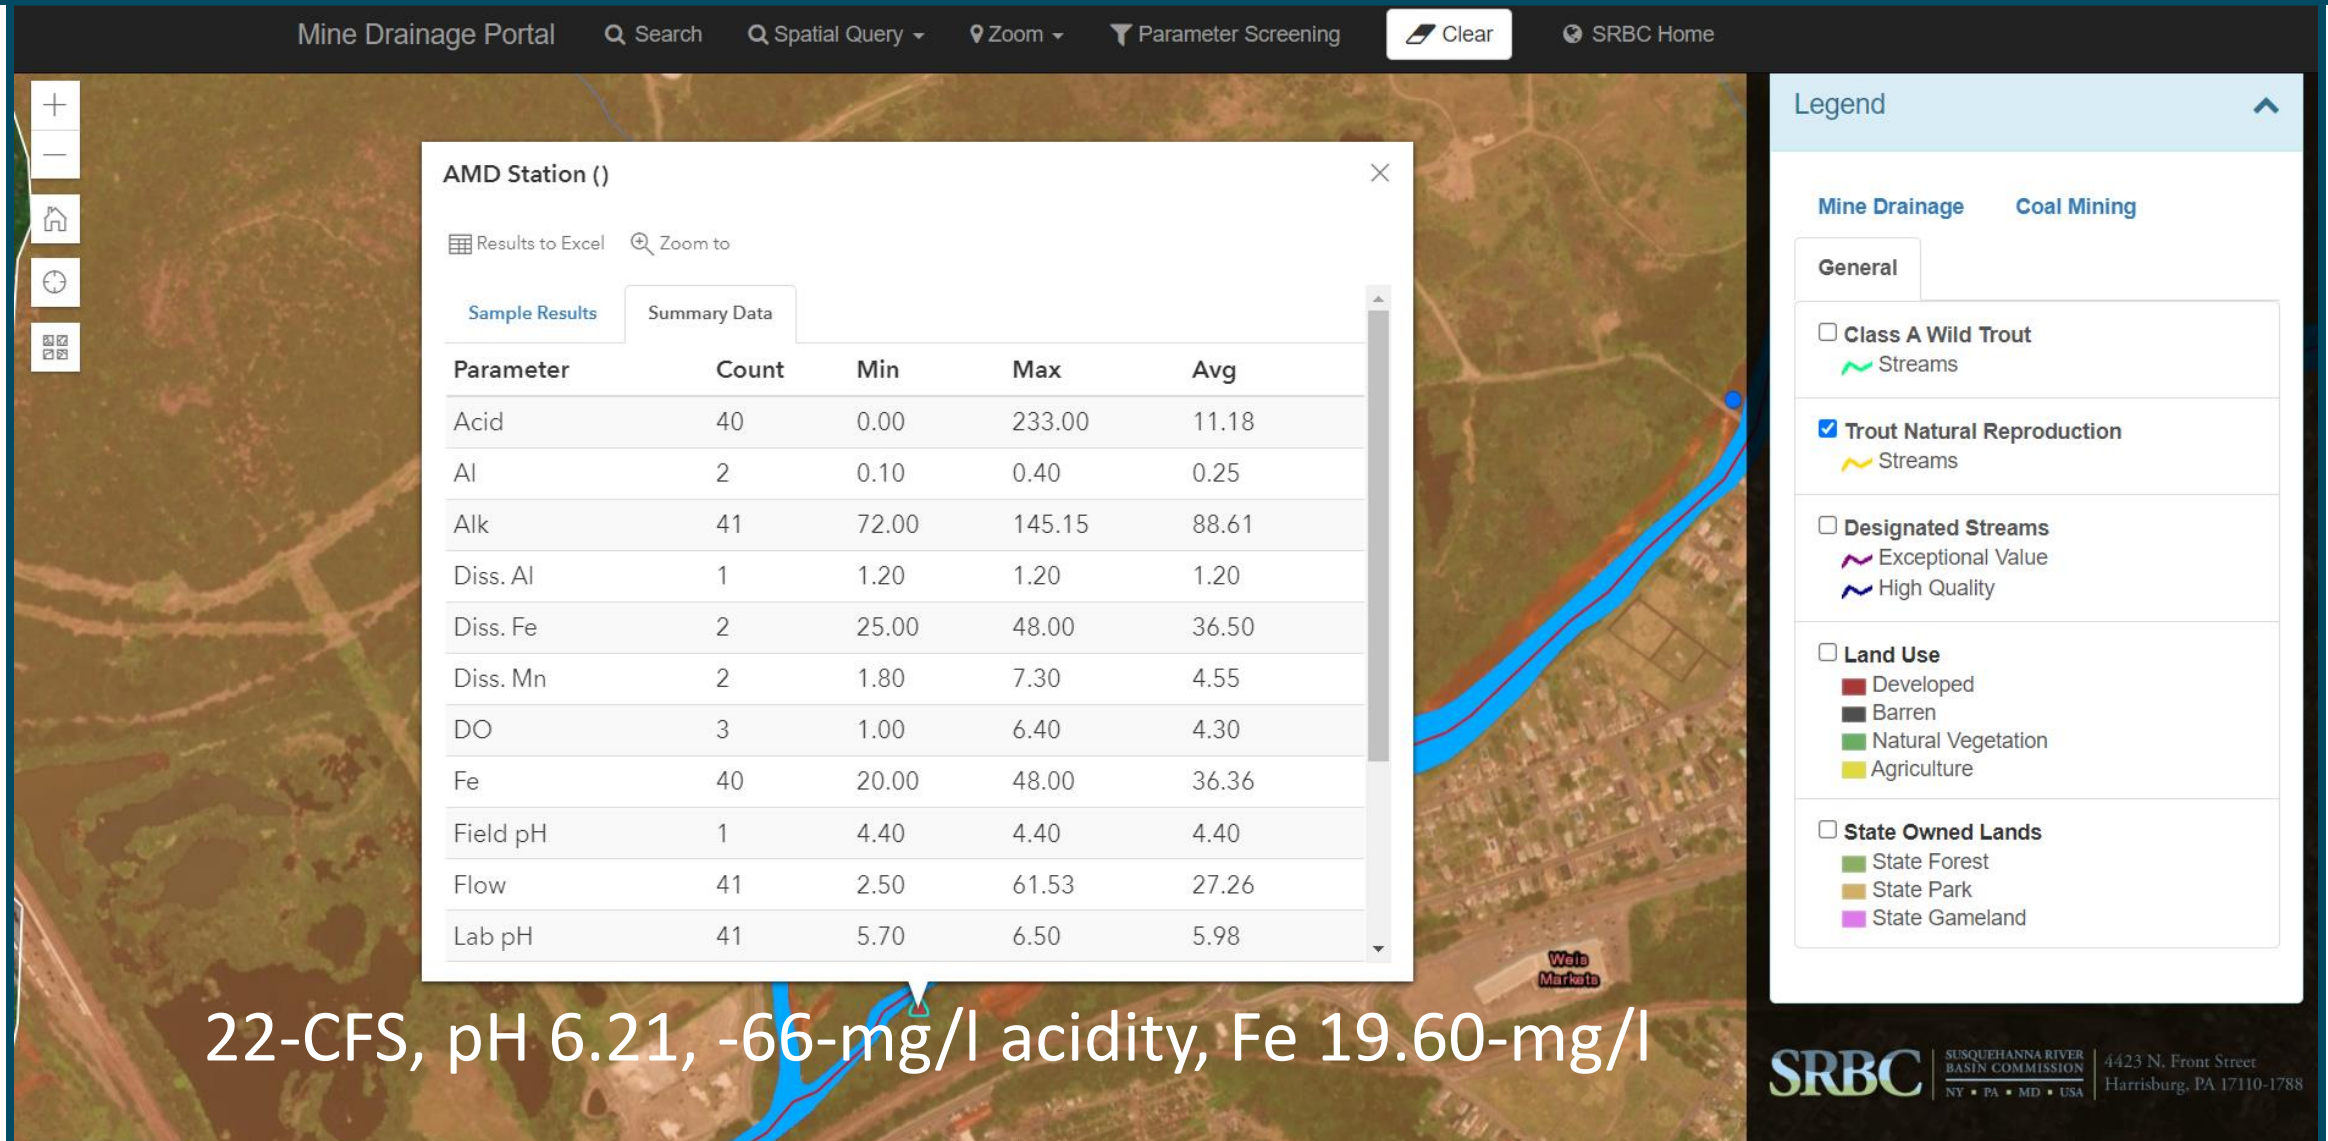 Mine Drainage Portal Search Spatial Query Zoom Parameter Screening Clear SRBC Home
AMD Station ()
Results to Excel Zoom to
Sample Results Summary Data
Parameter Count Min Max Avg
Acid 40 0.00 233.00 11.18
Al 2 0.10 0.40 0.25
Alk 41 72.00 145.15 88.61
Diss. Al 1 1.20 1.20 1.20
Diss. Fe 2 25.00 48.00 36.50
Diss. Mn 2 1.80 7.30 4.55
DO 3 1.00 6.40 4.30
Fe 40 20.00 48.00 36.36
Field pH 1 4.40 4.40 4.40
Flow 41 2.50 61.53 27.26
Lab pH 41 5.70 6.50 5.98
Weis
Markets
22-CFS, pH 6.21, -66-mg/l acidity, Fe 19.60-mg/l
Legend
Mine Drainage Coal Mining
General
Class A Wild Trout
Streams
Trout Natural Reproduction
Streams
Designated Streams
Exceptional Value
High Quality
Land Use
Developed
Barren
Natural Vegetation
Agriculture
State Owned Lands
State Forest
State Park
State Gameland
SRBC
SUSQUEHANNA RIVER
BASIN COMMISSION
NY ▪ PA ▪ MD ▪ USA
4423 N. Front Street
Harrisburg, PA 17110-1788